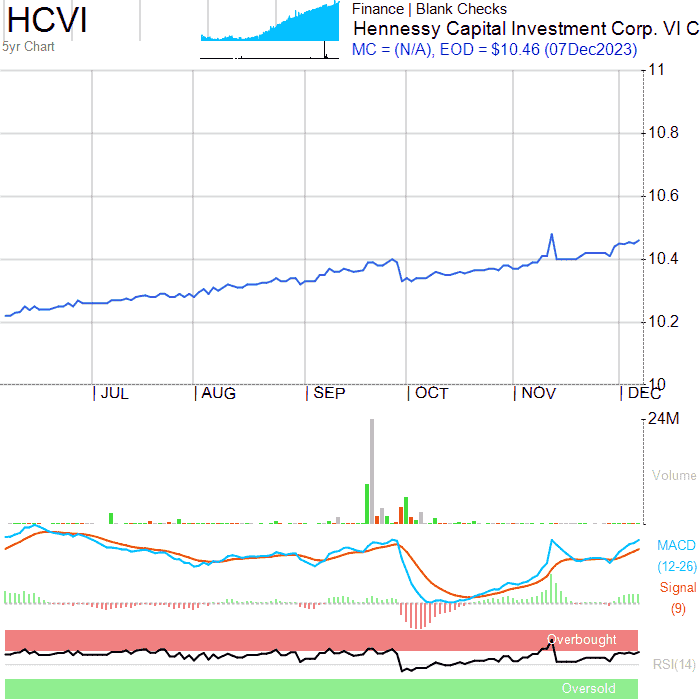 HCVI
5yr Chart
Finance | Blank Checks
Hennessy Capital Investment Corp. VI C
MC = (N/A), EOD = $10.46 (07Dec2023)
11
10.8
10.6
10.4
10.2
10
JUL AUG SEP OCT NOV DEC
24M
Volume
MACD
(12-26)
Signal
(9)
Overbought
RSI(14)
Oversold